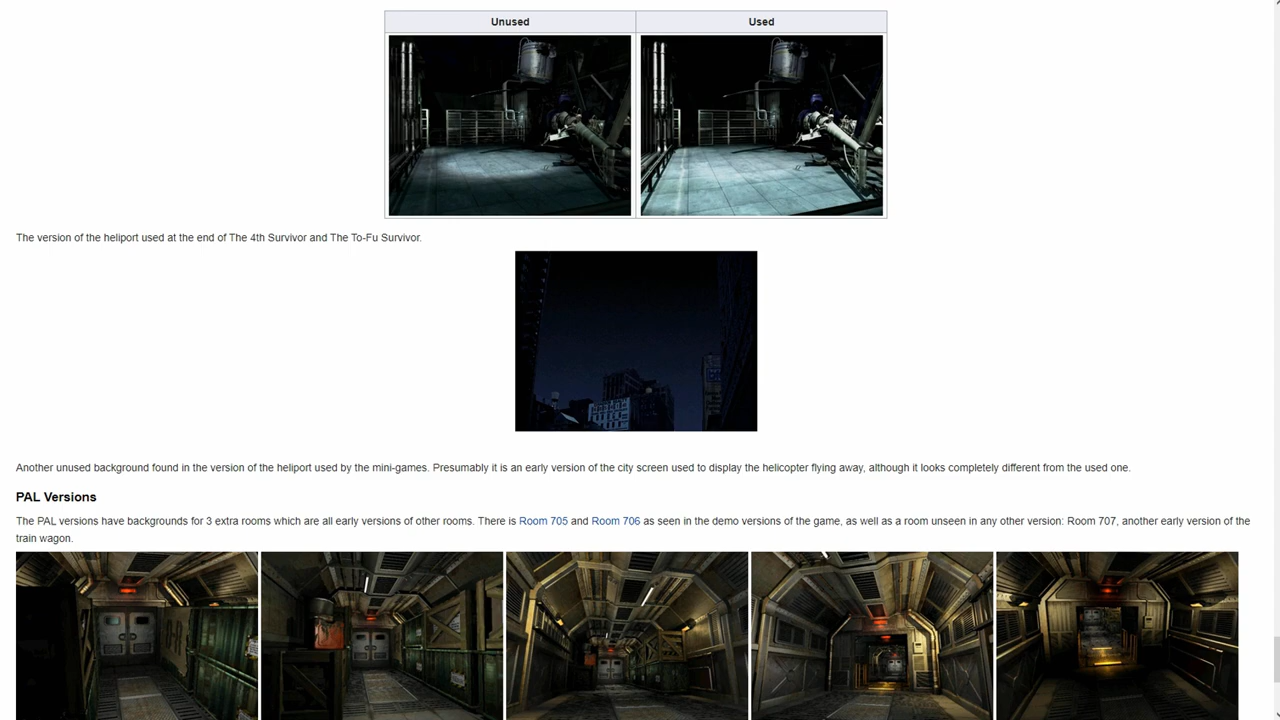 Unused Used
The version of the heliport used at the end of The 4th Survivor and The To-Fu Survivor.
Another unused background found in the version of the heliport used by the mini-games. Presumably it is an early version of the city screen used to display the helicopter flying away, although it looks completely different from the used one.
PAL Versions
The PAL versions have backgrounds for 3 extra rooms which are all early versions of other rooms. There is Room 705 and Room 706 as seen in the demo versions of the game, as well as a room unseen in any other version: Room 707, another early version of the
train wagon.